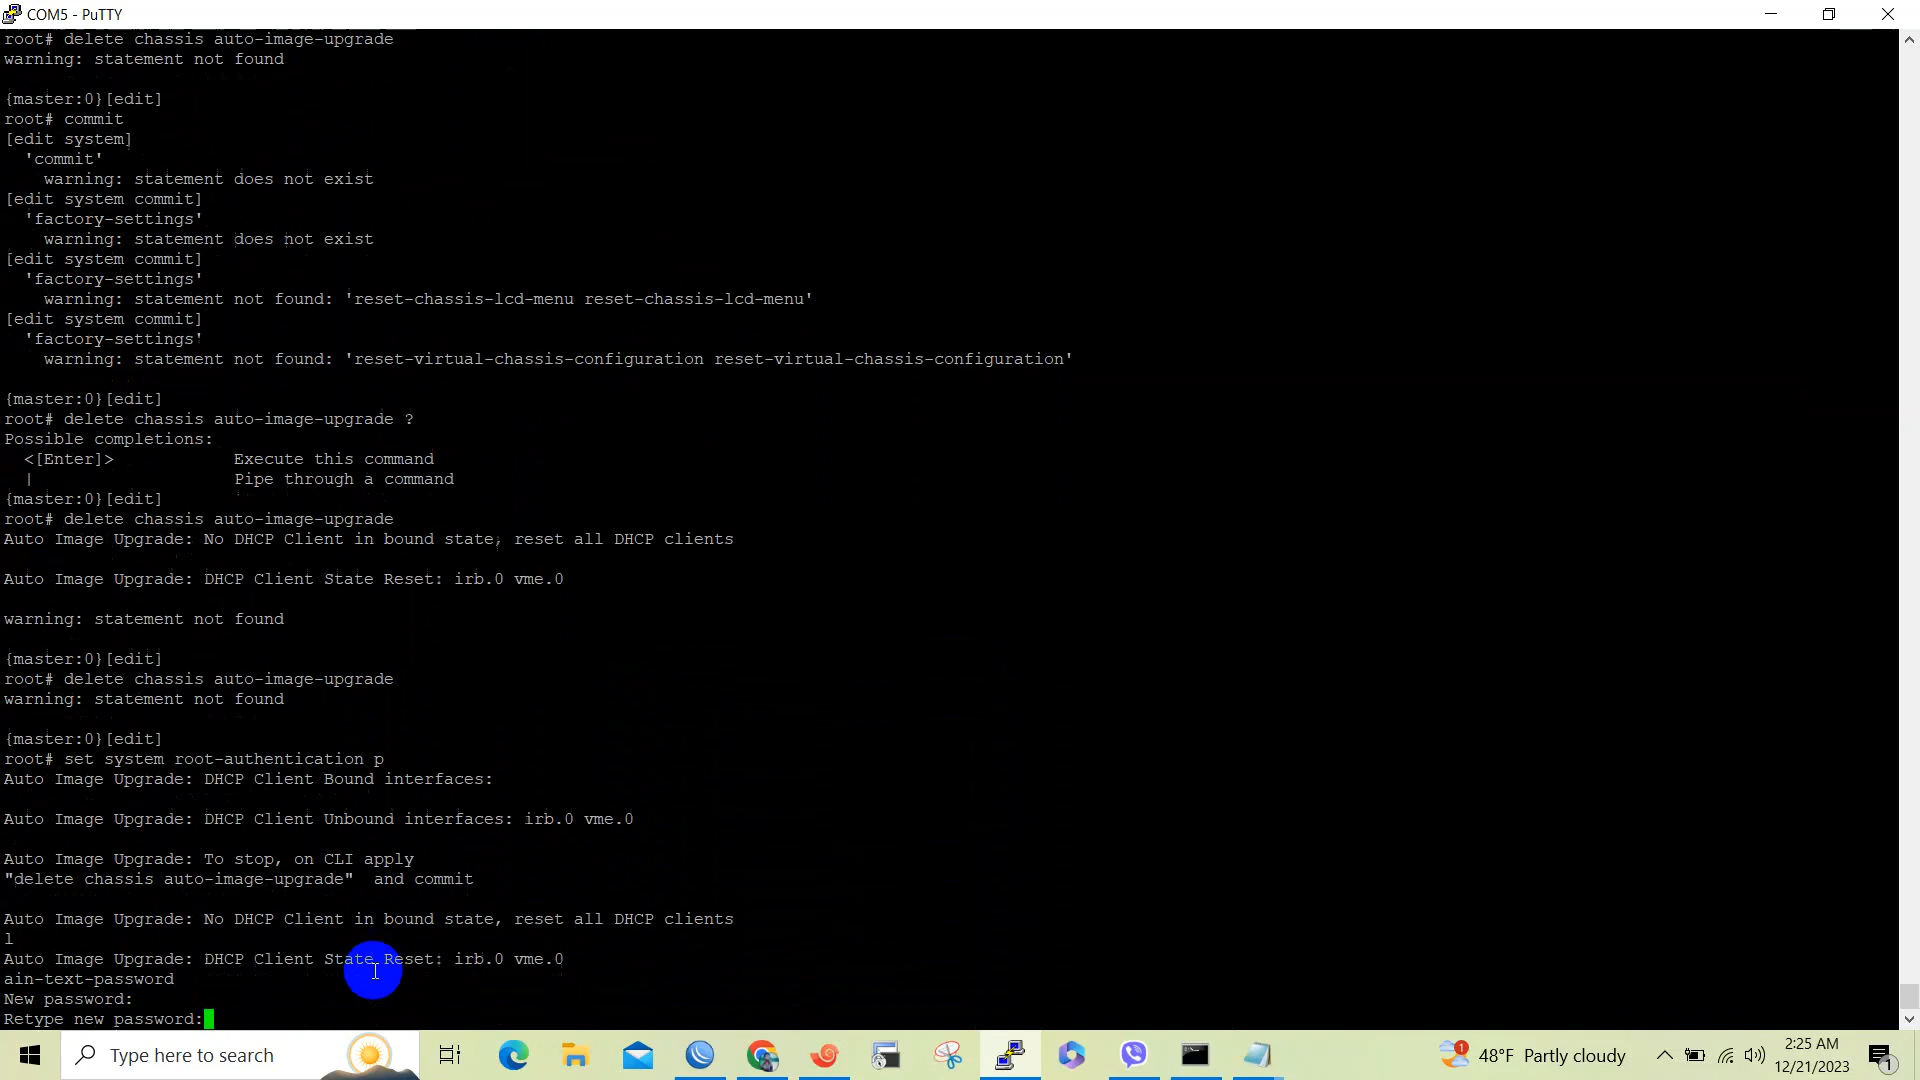 COM5 - PuTTY
root# delete chassis auto-image-upgrade
warning: statement not found
{master:0}[edit]
root# commit
[edit system]
'commit'
warning: statement does not exist
[edit system commit]
'factory-settings'
warning: statement does not exist
[edit system commit]
'factory-settings'
warning: statement not found: 'reset-chassis-lcd-menu reset-chassis-lcd-menu'
[edit system commit]
'factory-settings'
warning: statement not found: 'reset-virtual-chassis-configuration reset-virtual-chassis-configuration'
{master:0}[edit]
root# delete chassis auto-image-upgrade ?
Possible completions:
<[Enter]> Execute this command
| Pipe through a command
{master:0}[edit]
root# delete chassis auto-image-upgrade
Auto Image Upgrade: No DHCP Client in bound state, reset all DHCP clients
Auto Image Upgrade: DHCP Client State Reset: irb.0 vme.0
warning: statement not found
{master:0}[edit]
root# delete chassis auto-image-upgrade
warning: statement not found
{master:0}[edit]
root# set system root-authentication p
Auto Image Upgrade: DHCP Client Bound interfaces:
Auto Image Upgrade: DHCP Client Unbound interfaces: irb.0 vme.0
Auto Image Upgrade: To stop, on CLI apply
"delete chassis auto-image-upgrade"  and commit
Auto Image Upgrade: No DHCP Client in bound state, reset all DHCP clients
l
Auto Image Upgrade: DHCP Client State Reset: irb.0 vme.0
ain-text-password
New password:
Retype new password:
Type here to search
1
48°F Partly cloudy
2:25 AM
12/21/2023
1